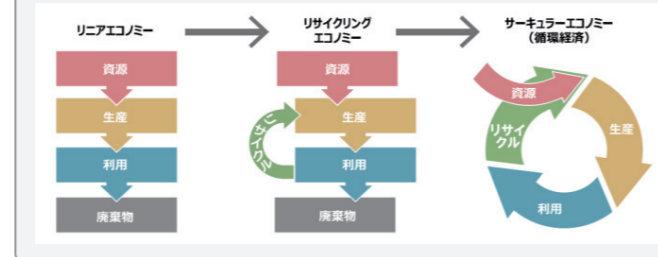 リニアエコノミー
資源
生産
利用
廃棄物
リサイクリング
エコノミー
資源
生産
リサイクル
利用
廃棄物
サーキュラーエコノミー
（循環経済）
資源
リサイ
クル
生産
利用